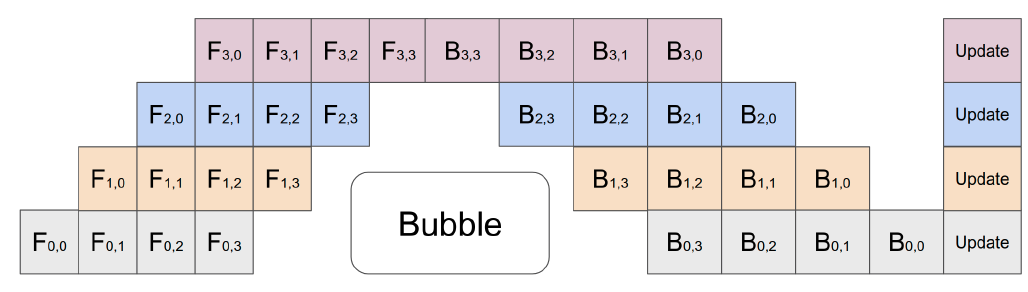 F3,0 F3,1 F3,2 F3,3 B3,3 B3,2 B3,1 B3,0 Update
F2,0 F2,1 F2,2 F2,3 B2,3 B2,2 B2,1 B2,0 Update
F1,0 F1,1 F1,2 F1,3 B1,3 B1,2 B1,1 B1,0 Update
Bubble
F0,0 F0,1 F0,2 F0,3 B0,3 B0,2 B0,1 B0,0 Update